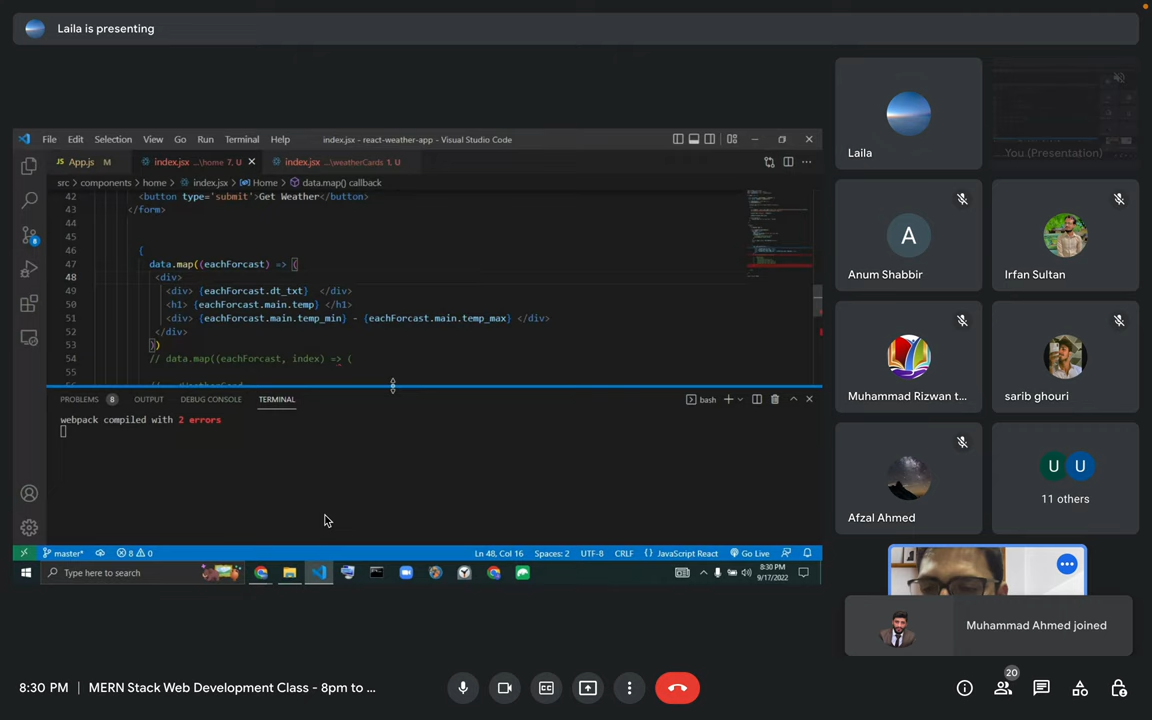 Laila is presenting
File Edit Selection View Go Run Terminal Help index.jsx - react-weather-app - Visual Studio Code
App.js M index.jsx ...\home 7, U index.jsx ...\weatherCards 1, U
src > components > home > index.jsx > Home > data.map() callback
42 <button type='submit'>Get Weather</button>
43 </form>
44
45
46 {
47 data.map((eachForcast) => (
48 <div>
49 <div> {eachForcast.dt_txt} </div>
50 <h1> {eachForcast.main.temp} </h1>
51 <div> {eachForcast.main.temp_min} - {eachForcast.main.temp_max} </div>
52 </div>
53 ))
54 // data.map((eachForcast, index) => (
55
PROBLEMS 8 OUTPUT DEBUG CONSOLE TERMINAL bash
webpack compiled with 2 errors
8
master* 8 0 Ln 48, Col 16 Spaces: 2 UTF-8 CRLF {} JavaScript React Go Live
Type here to search
8:30 PM
9/17/2022
Laila
You (Presentation)
A
Anum Shabbir
Irfan Sultan
Muhammad Rizwan t...
sarib ghouri
Afzal Ahmed
U U
11 others
Muhammad Ahmed joined
8:30 PM | MERN Stack Web Development Class - 8pm to ...
20